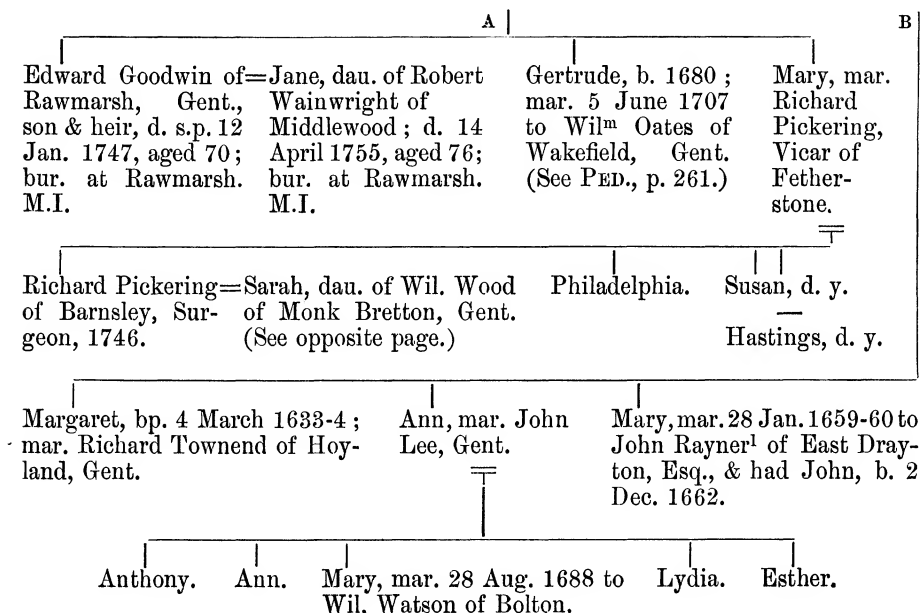 A B
Edward Goodwin of=Jane, dau. of Robert
Rawmarsh, Gent., Wainwright of
son & heir, d. s.p. 12 Middlewood ; d. 14
Jan. 1747, aged 70; April 1755, aged 76;
bur. at Rawmarsh. bur. at Rawmarsh.
M.I. M.I.
Gertrude, b. 1680 ;
mar. 5 June 1707
to Wilᵐ Oates of
Wakefield, Gent.
(See PED., p. 261.)
Mary, mar.
Richard
Pickering,
Vicar of
Fether-
stone.
Richard Pickering=Sarah, dau. of Wil. Wood
of Barnsley, Sur- of Monk Bretton, Gent.
geon, 1746. (See opposite page.)
Philadelphia.
Susan, d. y.
—
Hastings, d. y.
Margaret, bp. 4 March 1633-4 ;
mar. Richard Townend of Hoy-
land, Gent.
Ann, mar. John
Lee, Gent.
Mary, mar. 28 Jan. 1659-60 to
John Rayner¹ of East Dray-
ton, Esq., & had John, b. 2
Dec. 1662.
Anthony. Ann. Mary, mar. 28 Aug. 1688 to Lydia. Esther.
Wil. Watson of Bolton.